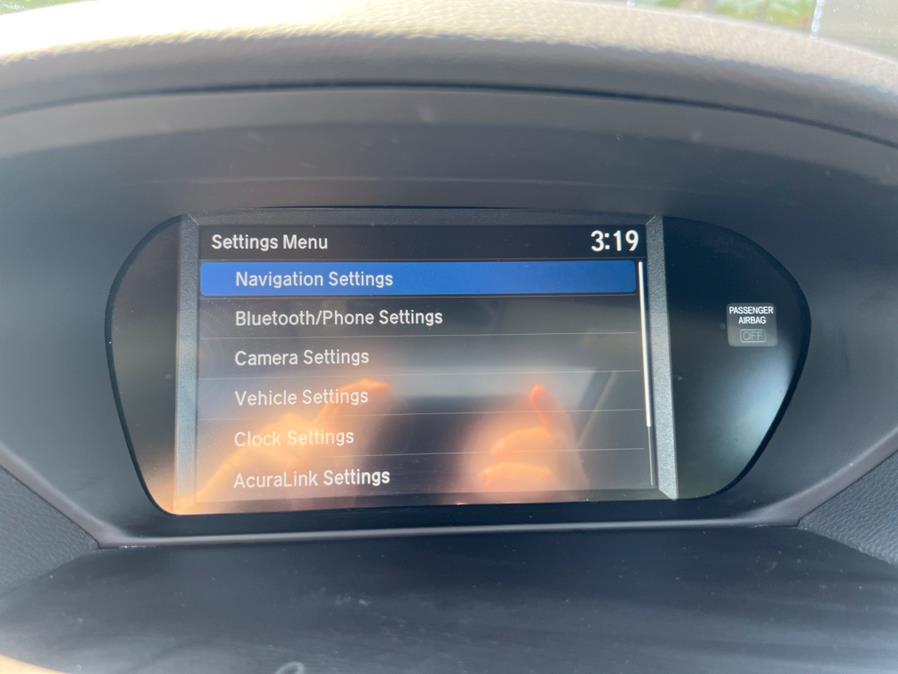 Settings Menu
3:19
Navigation Settings
Bluetooth/Phone Settings
Camera Settings
Vehicle Settings
Clock Settings
AcuraLink Settings
PASSENGER
AIRBAG
OFF